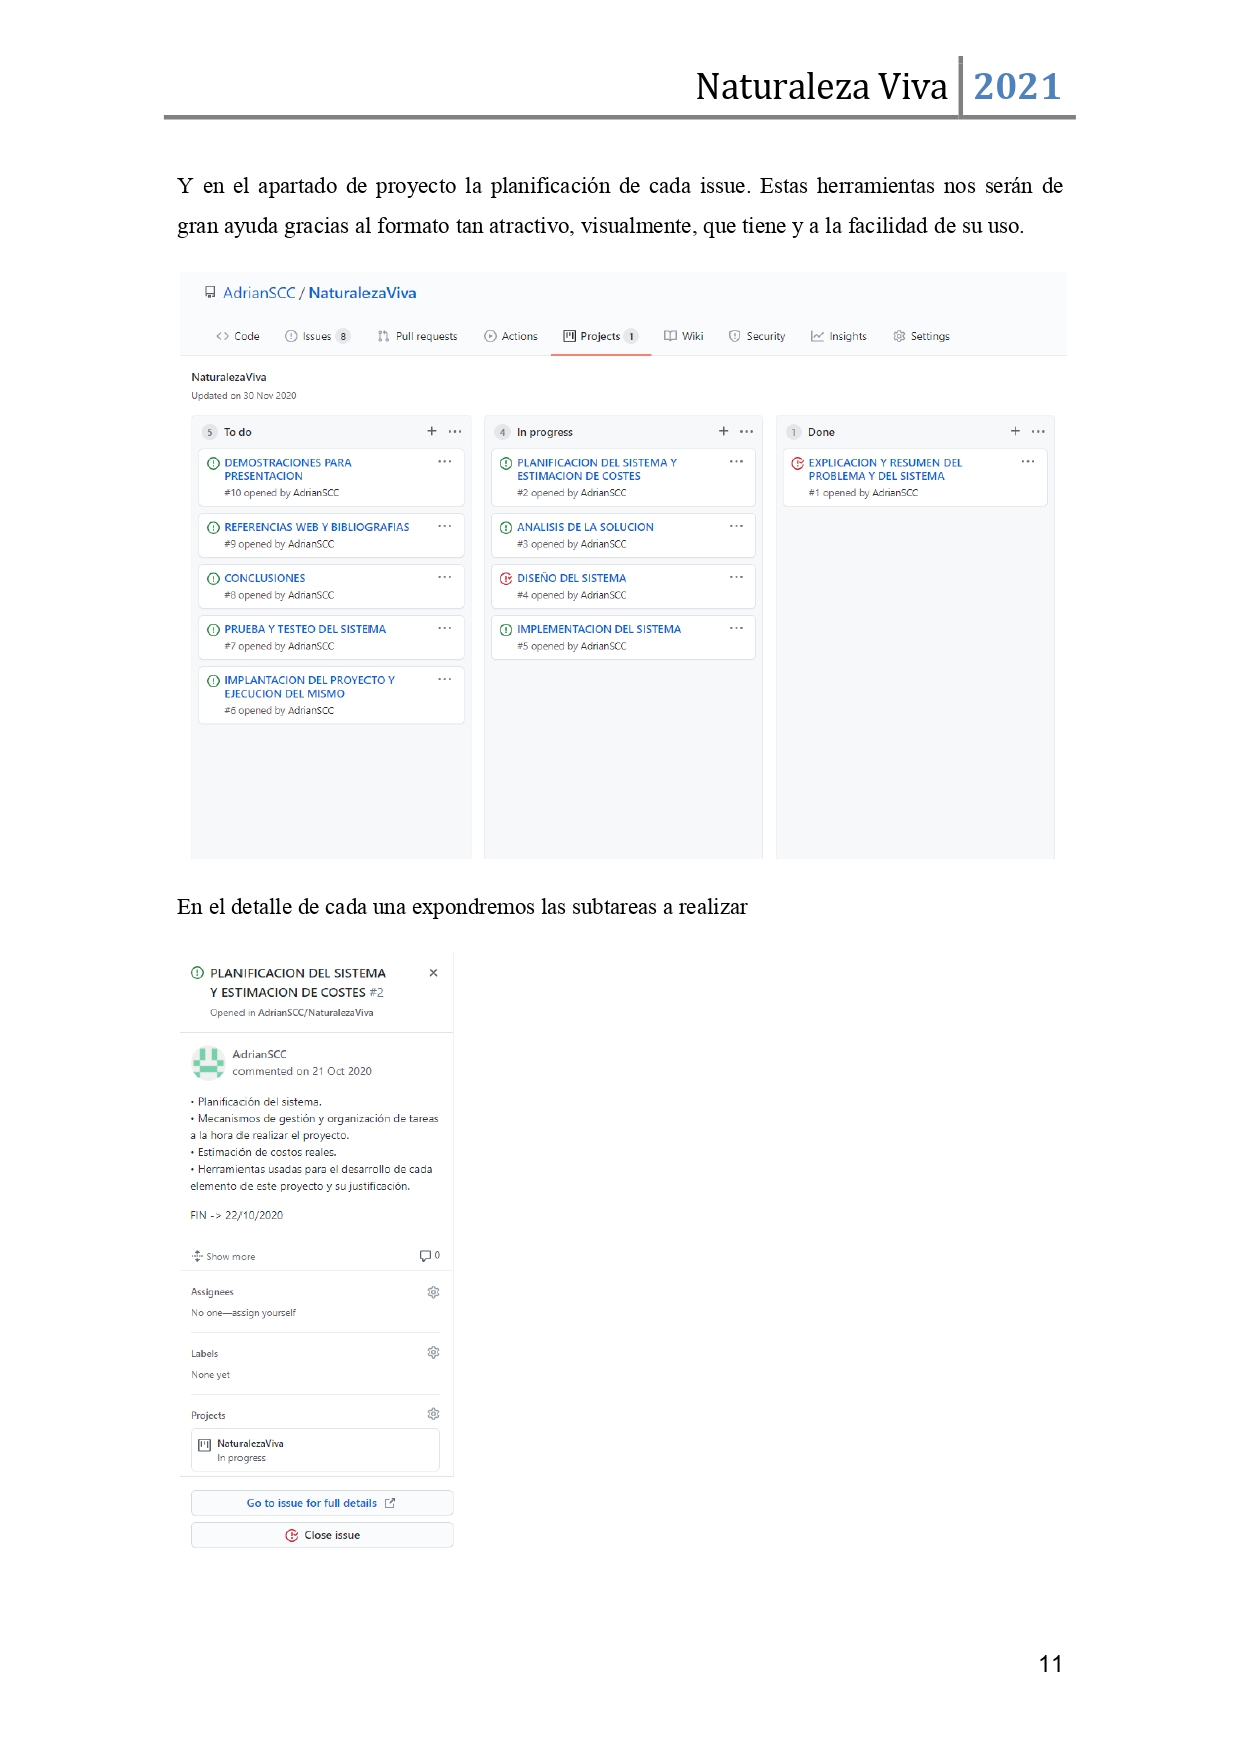 Naturaleza Viva 2021
Y en el apartado de proyecto la planificación de cada issue. Estas herramientas nos serán de
gran ayuda gracias al formato tan atractivo, visualmente, que tiene y a la facilidad de su uso.
AdrianSCC / NaturalezaViva
Code Issues 8 Pull requests Actions Projects 1 Wiki Security Insights Settings
NaturalezaViva
Updated on 30 Nov 2020
5 To do
DEMOSTRACIONES PARA
PRESENTACION
#10 opened by AdrianSCC
REFERENCIAS WEB Y BIBLIOGRAFIAS
#9 opened by AdrianSCC
CONCLUSIONES
#8 opened by AdrianSCC
PRUEBA Y TESTEO DEL SISTEMA
#7 opened by AdrianSCC
IMPLANTACION DEL PROYECTO Y
EJECUCION DEL MISMO
#6 opened by AdrianSCC
4 In progress
PLANIFICACION DEL SISTEMA Y
ESTIMACION DE COSTES
#2 opened by AdrianSCC
ANALISIS DE LA SOLUCION
#3 opened by AdrianSCC
DISEÑO DEL SISTEMA
#4 opened by AdrianSCC
IMPLEMENTACION DEL SISTEMA
#5 opened by AdrianSCC
1 Done
EXPLICACION Y RESUMEN DEL
PROBLEMA Y DEL SISTEMA
#1 opened by AdrianSCC
En el detalle de cada una expondremos las subtareas a realizar
PLANIFICACION DEL SISTEMA
Y ESTIMACION DE COSTES #2
Opened in AdrianSCC/NaturalezaViva
AdrianSCC
commented on 21 Oct 2020
• Planificación del sistema.
• Mecanismos de gestión y organización de tareas
a la hora de realizar el proyecto.
• Estimación de costos reales.
• Herramientas usadas para el desarrollo de cada
elemento de este proyecto y su justificación.
FIN -> 22/10/2020
Show more 0
Assignees
No one—assign yourself
Labels
None yet
Projects
NaturalezaViva
In progress
Go to issue for full details
Close issue
11